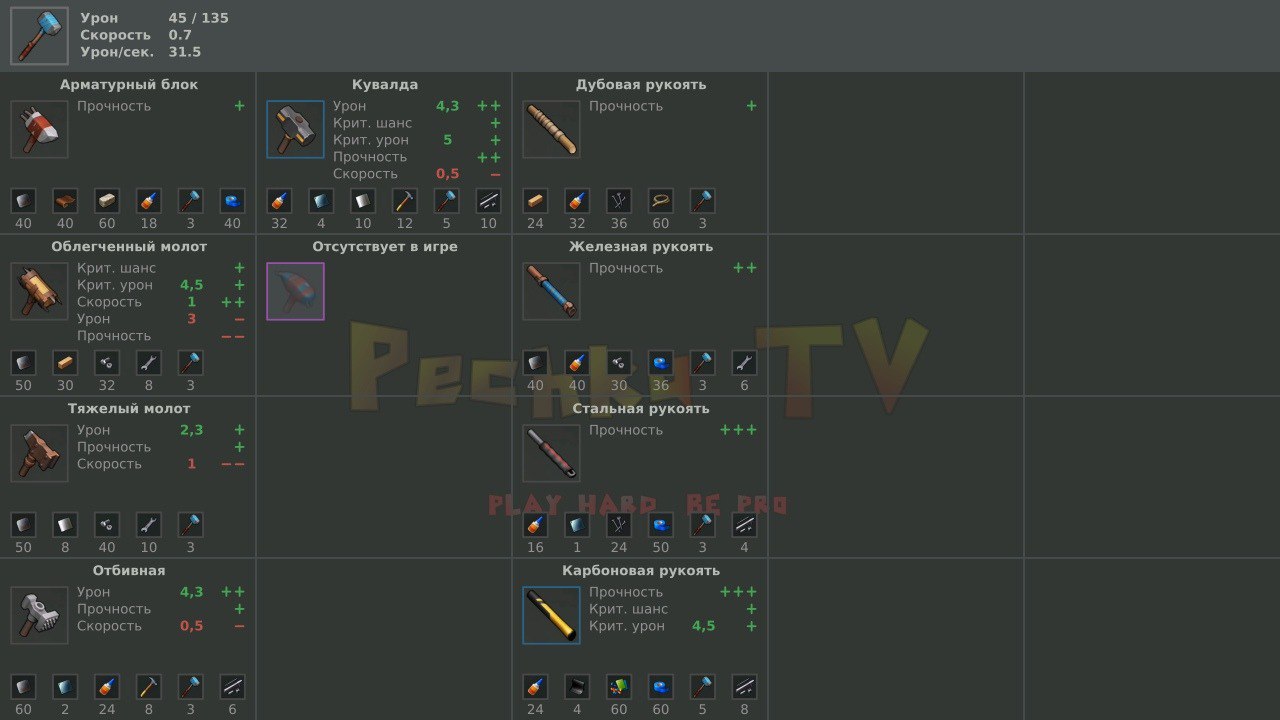 Урон 45 / 135
Скорость 0.7
Урон/сек. 31.5
Арматурный блок
Прочность +
40 40 60 18 3 40
Кувалда
Урон 4,3 ++
Крит. шанс +
Крит. урон 5 +
Прочность ++
Скорость 0,5 −
32 4 10 12 5 10
Дубовая рукоять
Прочность +
24 32 36 60 3
Облегченный молот
Крит. шанс +
Крит. урон 4,5 +
Скорость 1 ++
Урон 3 −
Прочность −−
50 30 32 8 3
Отсутствует в игре
Железная рукоять
Прочность ++
40 40 30 36 3 6
Pechka TV
Тяжелый молот
Урон 2,3 +
Прочность +
Скорость 1 −−
50 8 40 10 3
Стальная рукоять
Прочность +++
16 1 24 50 3 4
PLAY HARD BE PRO
Отбивная
Урон 4,3 ++
Прочность +
Скорость 0,5 −
60 2 24 8 3 6
Карбоновая рукоять
Прочность +++
Крит. шанс +
Крит. урон 4,5 +
24 4 60 60 5 8